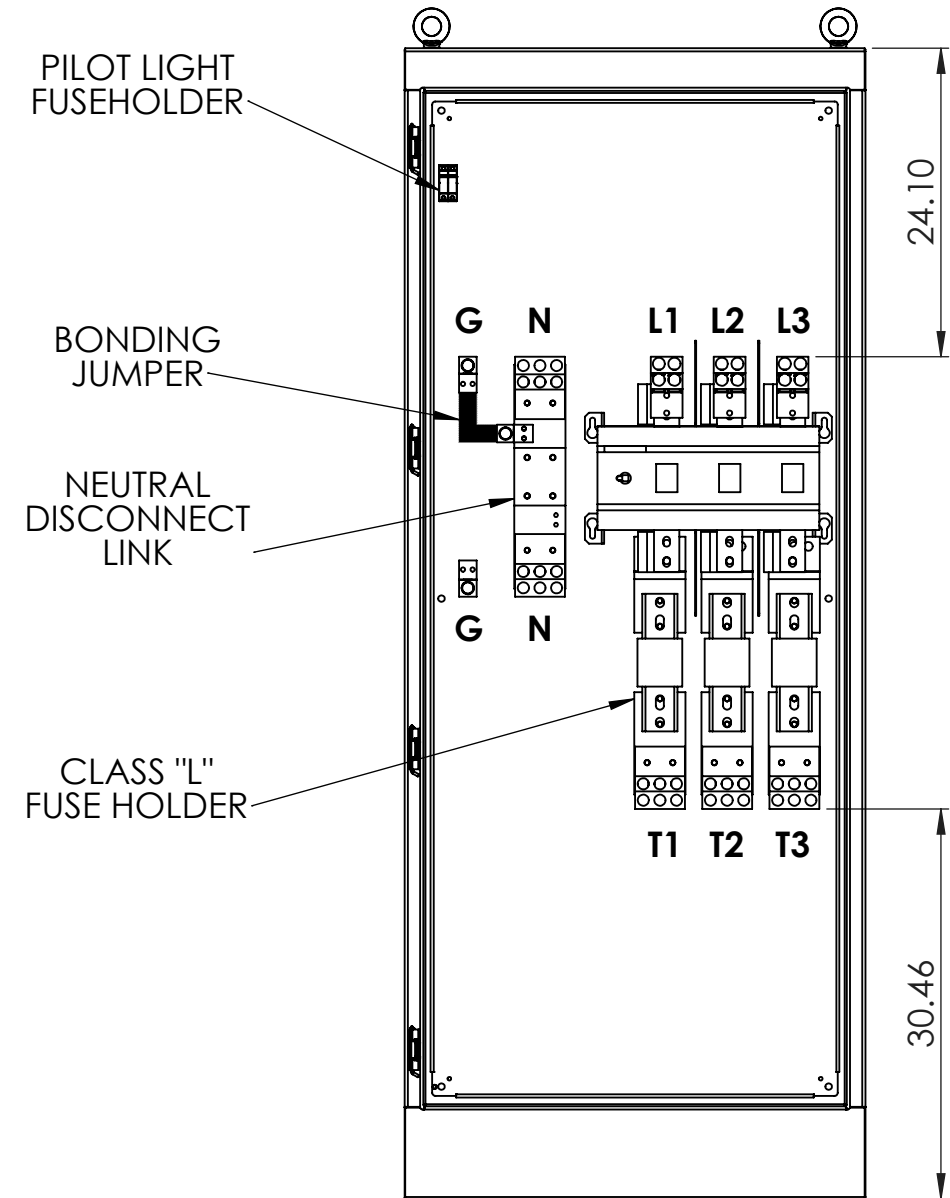 PILOT LIGHT
FUSEHOLDER
24.10
G N L1 L2 L3
BONDING
JUMPER
NEUTRAL
DISCONNECT
LINK
G N
CLASS "L"
FUSE HOLDER
T1 T2 T3
30.46